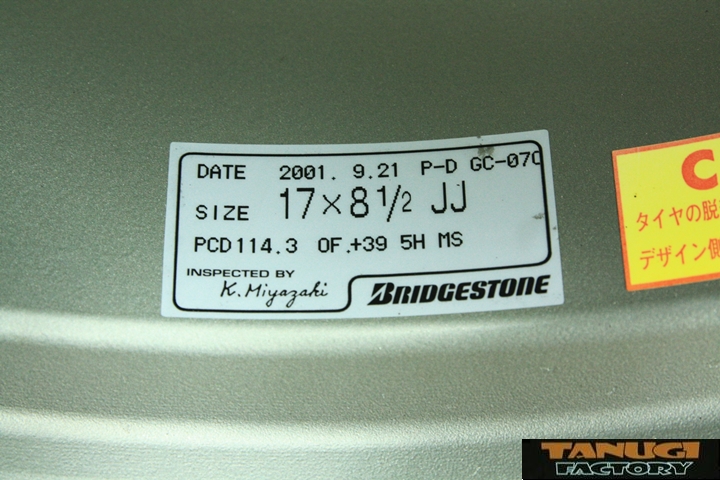 DATE 2001. 9.21 P-D GC-07C
SIZE 17×8 1/2 JJ
PCD114.3 OF.+39 5H MS
INSPECTED BY
K. Miyazaki
BRIDGESTONE
C
タイヤの脱
デザイン側
TANUGI
FACTORY